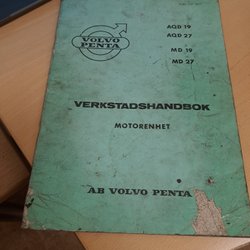 VOLVO
PENTA
AQD 19
AQD 27
MD 19
MD 27
VERKSTADSHANDBOK
MOTORENHET
AB VOLVO PENTA